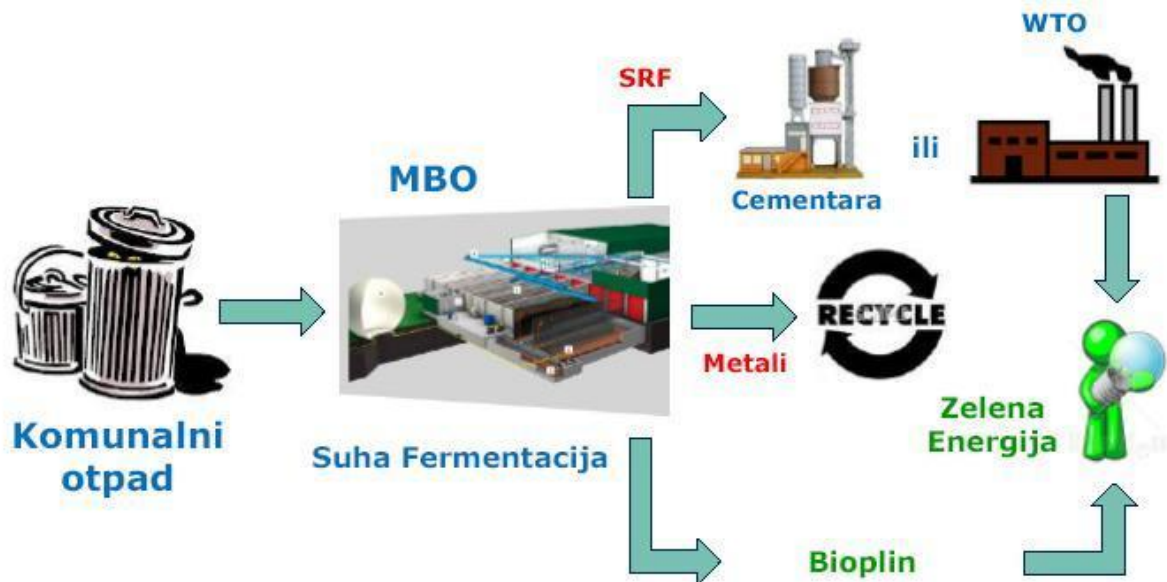 WTO
SRF
MBO
ili
Cementara
RECYCLE
Metali
Komunalni
otpad
Suha Fermentacija
Zelena
Energija
Bioplin